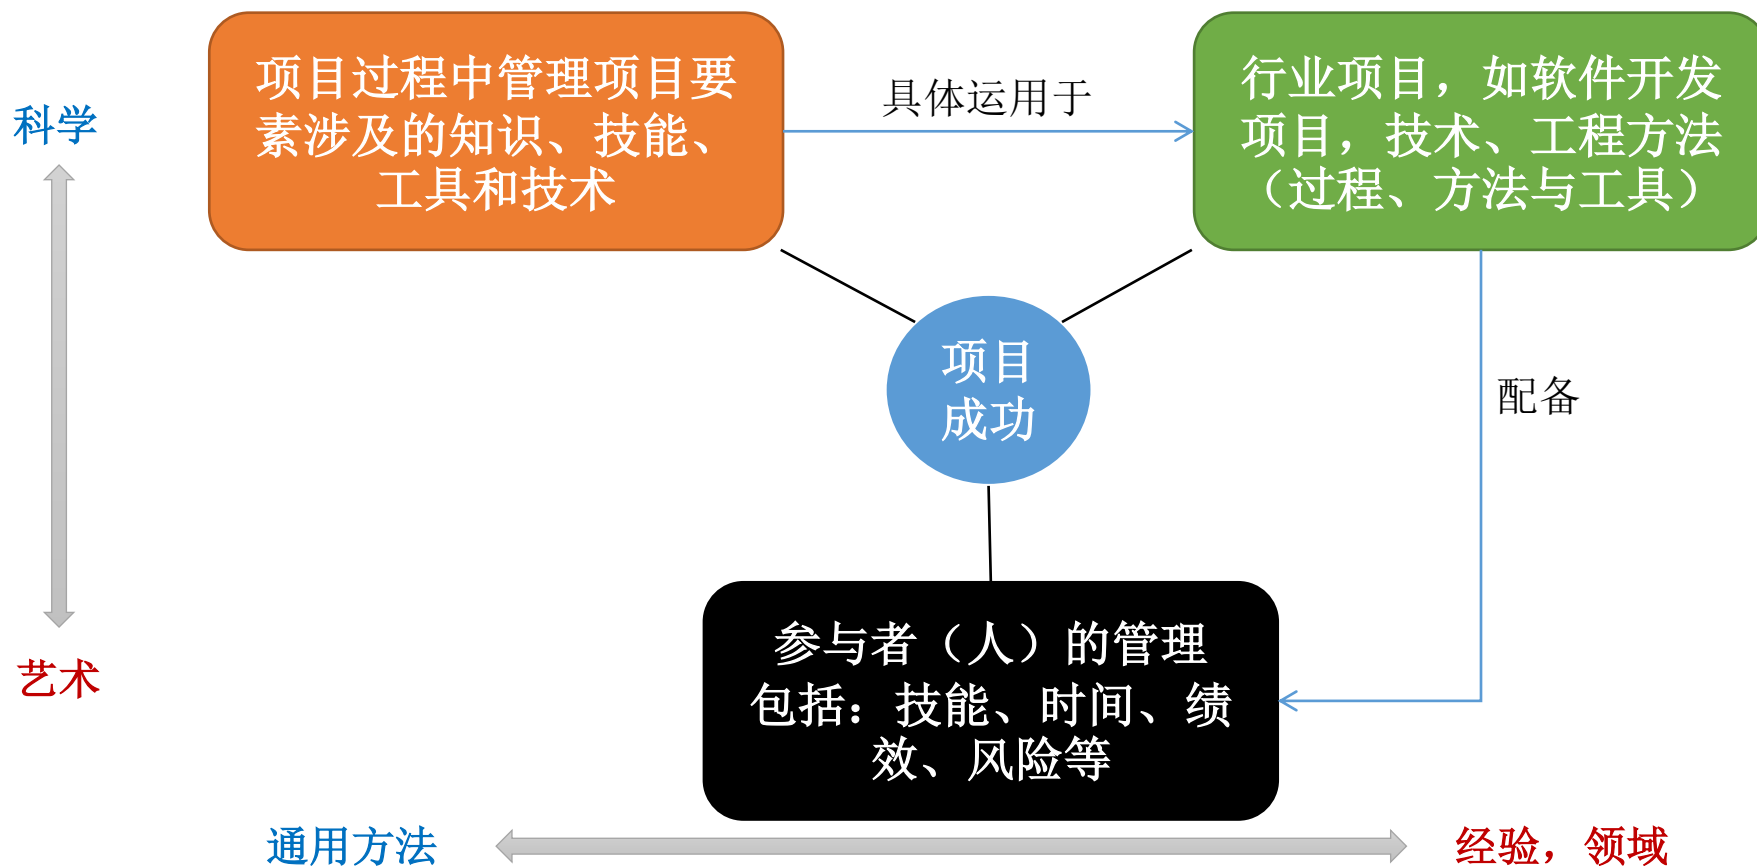 项目过程中管理项目要
素涉及的知识、技能、
工具和技术
具体运用于
行业项目，如软件开发
项目，技术、工程方法
（过程、方法与工具）
科学
项目
成功
配备
参与者（人）的管理
包括：技能、时间、绩
效、风险等
艺术
通用方法
经验，领域